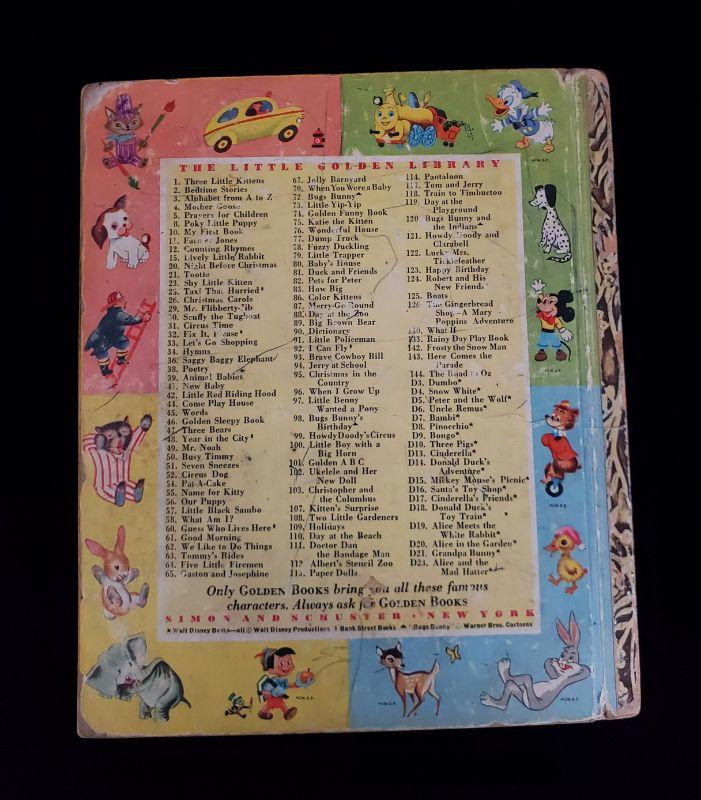 THE LITTLE GOLDEN LIBRARY
1. Three Little Kittens
2. Bedtime Stories
3. Alphabet from A to Z
4. Mother Goose
5. Prayers for Children
8. Poky Little Puppy
10. My First Book
11. Farmer Jones
12. Counting Rhymes
15. Lively Little Rabbit
20. Night Before Christmas
21. Tootle
23. Shy Little Kitten
25. Taxi That Hurried♦
26. Christmas Carols
29. Mr. Flibberty-Jib
30. Scuffy the Tugboat
31. Circus Time
32. Fix It, Please♦
33. Let's Go Shopping
34. Hymns
36. Saggy Baggy Elephant
38. Poetry
39. Animal Babies
41. New Baby
42. Little Red Riding Hood
44. Come Play House
45. Words
46. Golden Sleepy Book
47. Three Bears
48. Year in the City♦
49. Mr. Noah
50. Busy Timmy
51. Seven Sneezes
52. Circus Dog
54. Pat-A-Cake
55. Name for Kitty
56. Our Puppy
57. Little Black Sambo
58. What Am I?
60. Guess Who Lives Here♦
61. Good Morning
62. We Like to Do Things
63. Tommy's Rides
64. Five Little Firemen
65. Gaston and Josephine
67. Jolly Barnyard
70. When You Were a Baby
72. Bugs Bunny▲
73. Little Yip-Yip
74. Golden Funny Book
75. Katie the Kitten
76. Wonderful House
77. Dump Truck
78. Fuzzy Duckling
79. Little Trapper
80. Baby's House
81. Duck and Friends
82. Pets for Peter
83. How Big
86. Color Kittens
87. Merry-Go-Round
88. Day at the Zoo
89. Big Brown Bear
90. Dictionary
91. Little Policeman
92. I Can Fly♦
93. Brave Cowboy Bill
94. Jerry at School
95. Christmas in the
Country
96. When I Grow Up
97. Little Benny
Wanted a Pony
98. Bugs Bunny's
Birthday▲
99. Howdy Doody's Circus
100. Little Boy with a
Big Horn
101. Golden A B C
102. Ukelele and Her
New Doll
103. Christopher and
the Columbus
107. Kitten's Surprise
108. Two Little Gardeners
109. Holidays
110. Day at the Beach
111. Doctor Dan
the Bandage Man
112. Albert's Stencil Zoo
113. Paper Dolls
114. Pantaloon
117. Tom and Jerry
118. Train to Timbuctoo
119. Day at the
Playground
120. Bugs Bunny and
the Indians▲
121. Howdy Doody and
Clarabell
122. Lucky Mrs.
Ticklefeather
123. Happy Birthday
124. Robert and His
New Friends
125. Boats
126. The Gingerbread
Shop—A Mary
Poppins Adventure
130. What If
133. Rainy Day Play Book
142. Frosty the Snow Man
143. Here Comes the
Parade
144. The Road to Oz
D3. Dumbo★
D4. Snow White★
D5. Peter and the Wolf★
D6. Uncle Remus★
D7. Bambi★
D8. Pinocchio★
D9. Bongo★
D10. Three Pigs★
D13. Cinderella★
D14. Donald Duck's
Adventure★
D15. Mickey Mouse's Picnic★
D16. Santa's Toy Shop★
D17. Cinderella's Friends★
D18. Donald Duck's
Toy Train★
D19. Alice Meets the
White Rabbit★
D20. Alice in the Garden★
D21. Grandpa Bunny★
D23. Alice and the
Mad Hatter★
Only GOLDEN BOOKS bring you all these famous
characters. Always ask for GOLDEN BOOKS
SIMON AND SCHUSTER · NEW YORK
★ Walt Disney Books—all © Walt Disney Productions ♦ Bank Street Books ▲ "Bugs Bunny" © Warner Bros. Cartoons